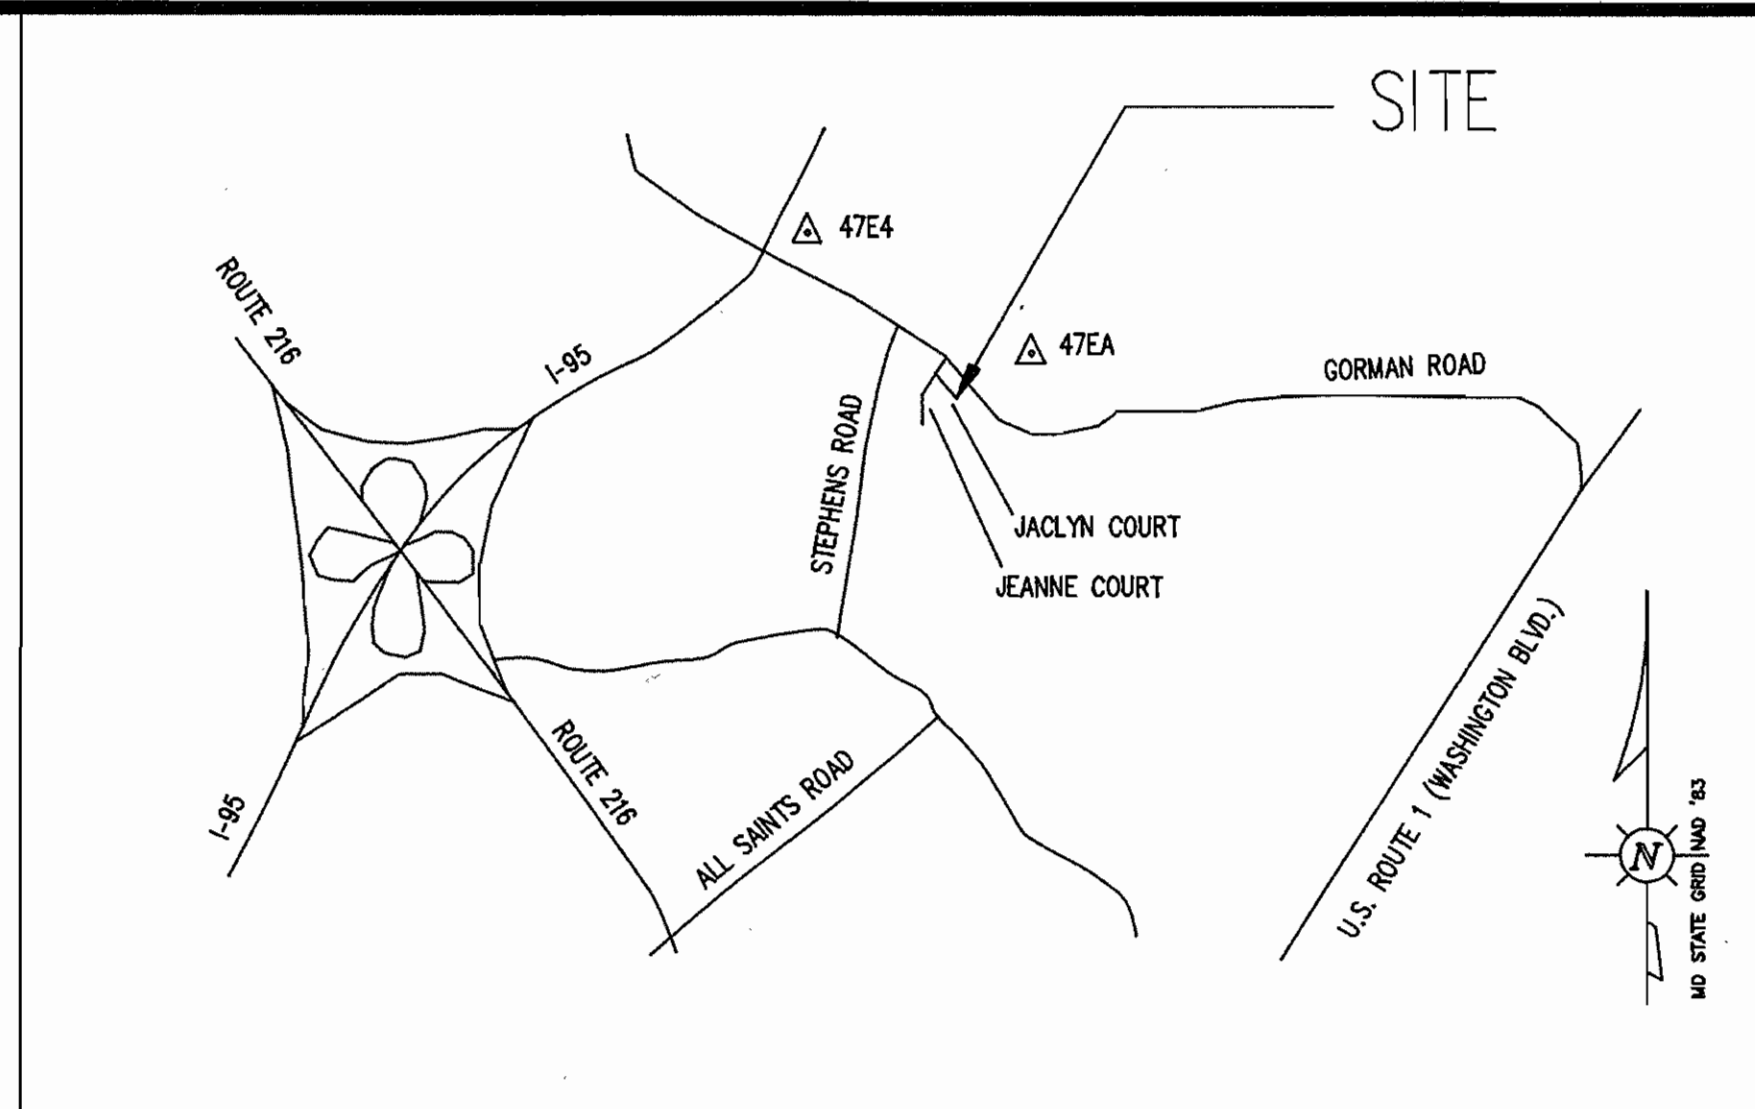 SITE
47E4
ROUTE 216
47EA
I-95
GORMAN ROAD
STEPHENS ROAD
JACLYN COURT
JEANNE COURT
U.S. ROUTE 1 (WASHINGTON BLVD.)
ROUTE 216
ALL SAINTS ROAD
I-95
N
MD STATE GRID NAD '83